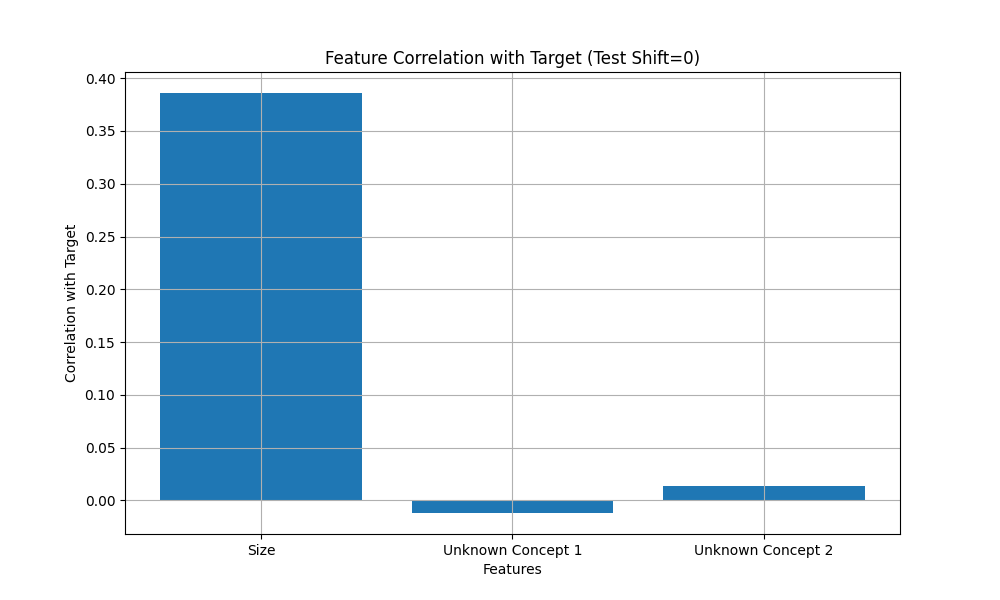 Feature Correlation with Target (Test Shift=0)
Correlation with Target
0.40
0.35
0.30
0.25
0.20
0.15
0.10
0.05
0.00
Size
Unknown Concept 1
Unknown Concept 2
Features